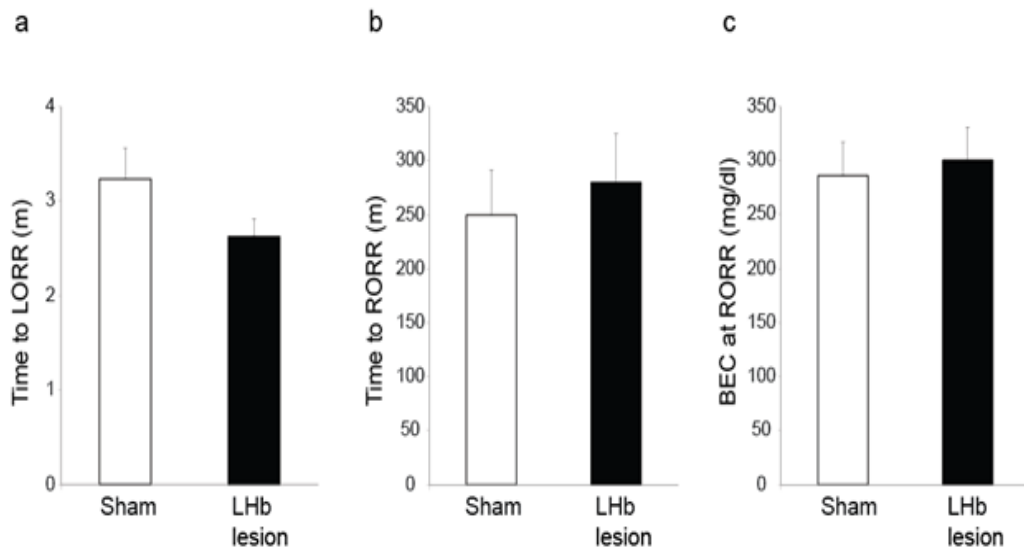 a
Time to LORR (m)
4
3
2
1
0
Sham
LHb
lesion
b
Time to RORR (m)
350
300
250
200
150
100
50
0
Sham
LHb
lesion
c
BEC at RORR (mg/dl)
350
300
250
200
150
100
50
0
Sham
LHb
lesion